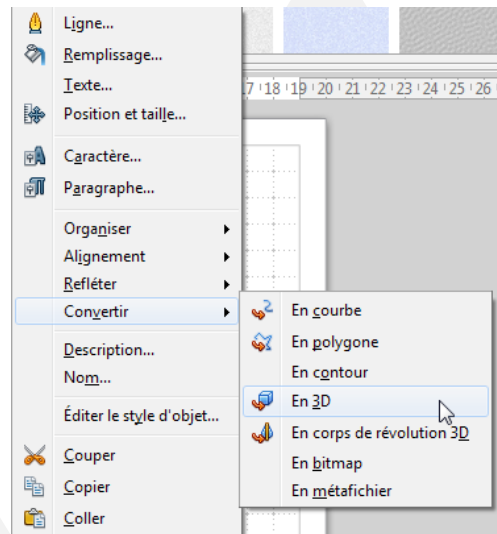 Ligne...
Remplissage...
Texte...
17 18 19 20 21 22 23 24 25 26
Position et taille...
Caractère...
Paragraphe...
Organiser
Alignement
Refléter
Convertir
En courbe
En polygone
En contour
En 3D
En corps de révolution 3D
En bitmap
En métafichier
Description...
Nom...
Éditer le style d'objet...
Couper
Copier
Coller